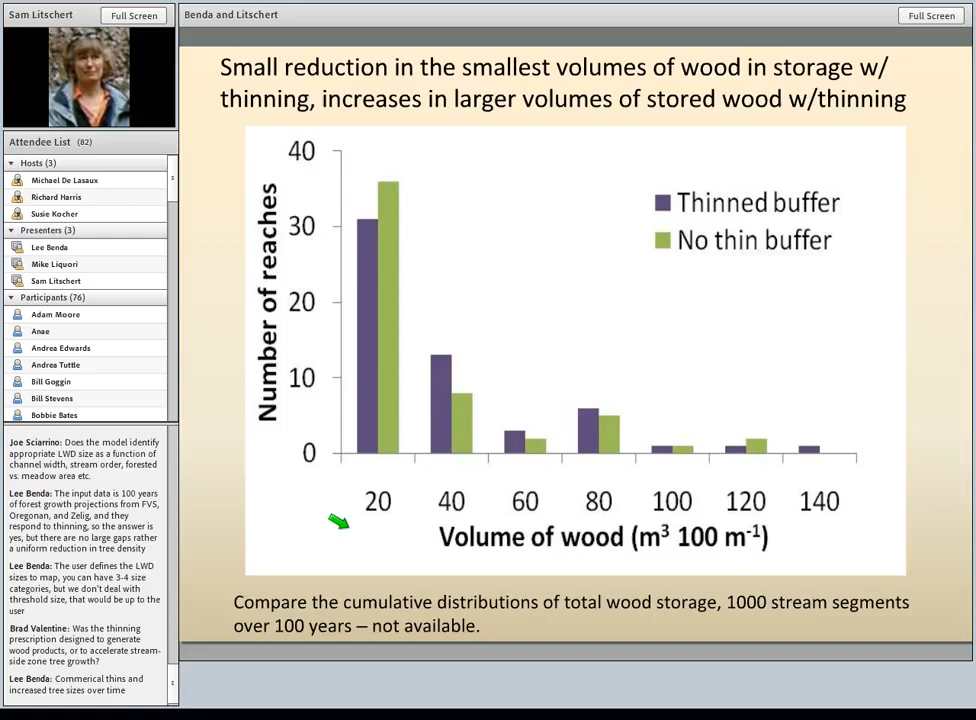 Sam Litschert
Full Screen
Benda and Litschert
Full Screen
Attendee List (82)
Hosts (3)
Michael De Lasaux
Richard Harris
Susie Kocher
Presenters (3)
Lee Benda
Mike Liquori
Sam Litschert
Participants (76)
Adam Moore
Anae
Andrea Edwards
Andrea Tuttle
Bill Goggin
Bill Stevens
Bobbie Bates
Joe Sciarrino: Does the model identify
appropriate LWD size as a function of
channel width, stream order, forested
vs. meadow area etc.
Lee Benda: The input data is 100 years
of forest growth projections from FVS,
Oregonan, and Zelig, and they
respond to thinning, so the answer is
yes, but there are no large gaps rather
a uniform reduction in tree density
Lee Benda: The user defines the LWD
sizes to map, you can have 3-4 size
categories, but we don't deal with
threshold size, that would be up to the
user
Brad Valentine: Was the thinning
prescription designed to generate
wood products, or to accelerate stream-
side zone tree growth?
Lee Benda: Commerical thins and
increased tree sizes over time
Small reduction in the smallest volumes of wood in storage w/
thinning, increases in larger volumes of stored wood w/thinning
Number of reaches
40
30
20
10
0
Thinned buffer
No thin buffer
20 40 60 80 100 120 140
Volume of wood (m³ 100 m⁻¹)
Compare the cumulative distributions of total wood storage, 1000 stream segments
over 100 years – not available.